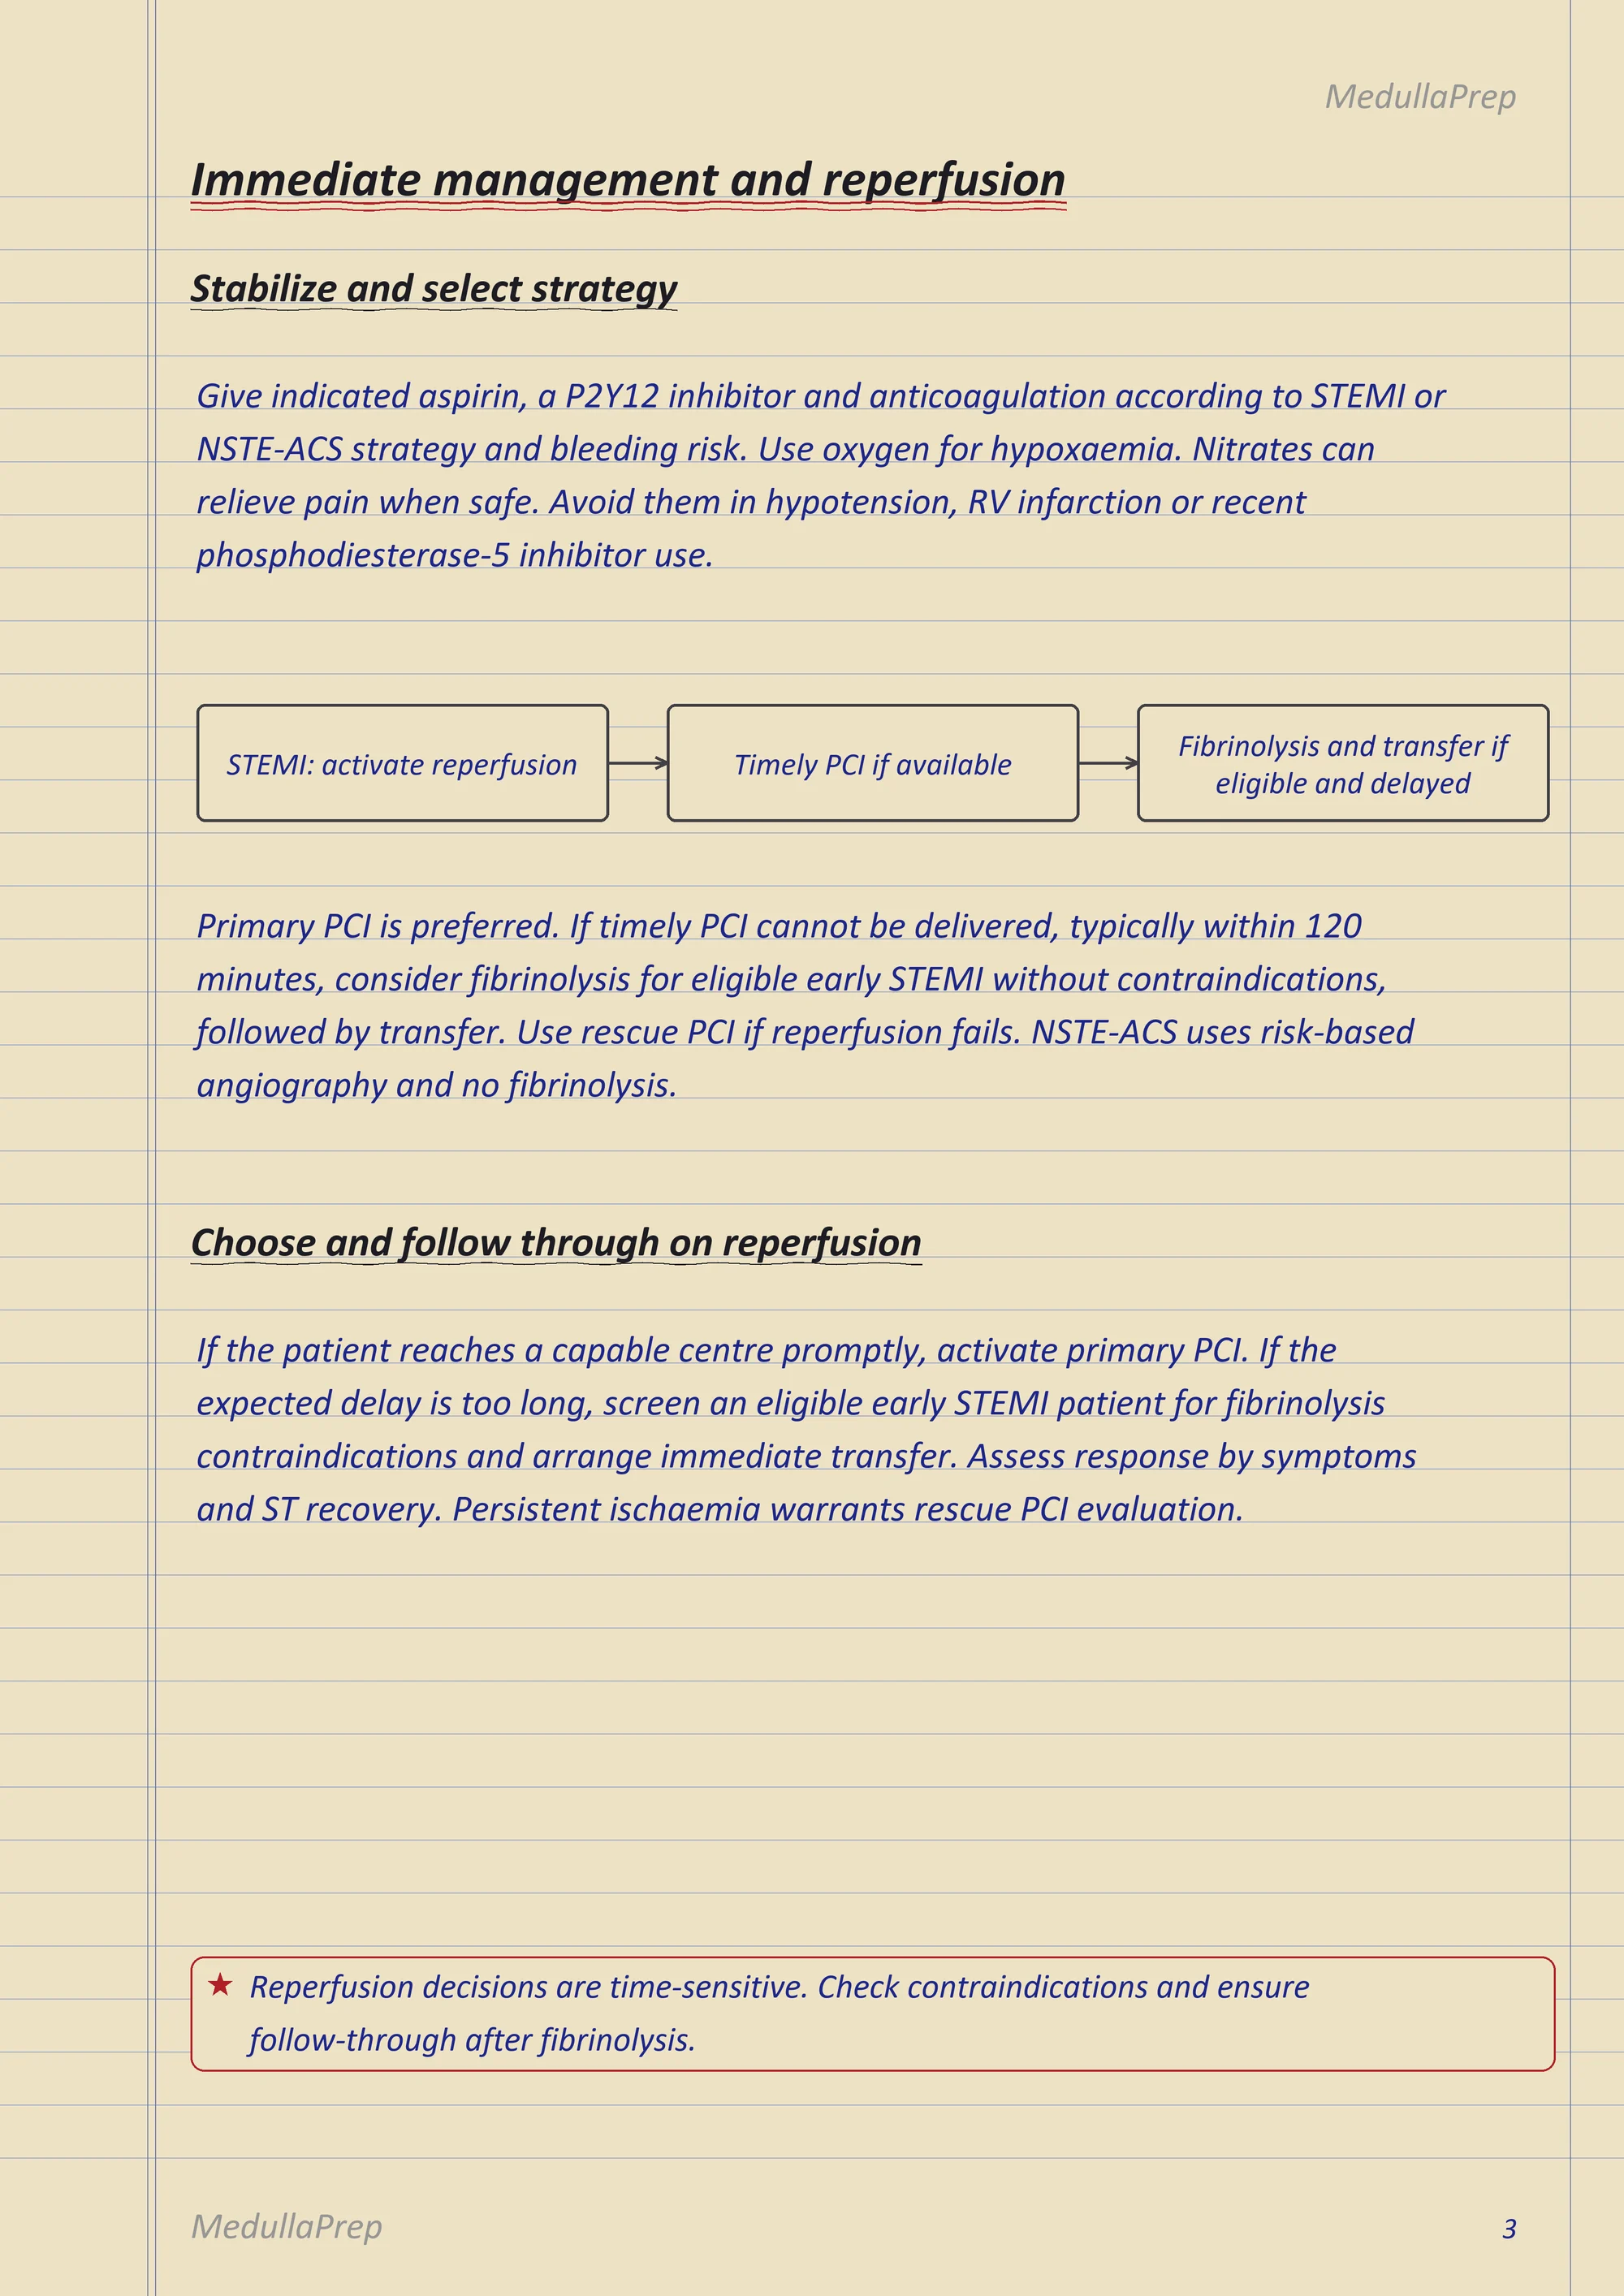 MedullaPrep
Immediate management and reperfusion
Stabilize and select strategy
Give indicated aspirin, a P2Y12 inhibitor and anticoagulation according to STEMI or
NSTE-ACS strategy and bleeding risk. Use oxygen for hypoxaemia. Nitrates can
relieve pain when safe. Avoid them in hypotension, RV infarction or recent
phosphodiesterase-5 inhibitor use.
STEMI: activate reperfusion
Timely PCI if available
Fibrinolysis and transfer if
eligible and delayed
Primary PCI is preferred. If timely PCI cannot be delivered, typically within 120
minutes, consider fibrinolysis for eligible early STEMI without contraindications,
followed by transfer. Use rescue PCI if reperfusion fails. NSTE-ACS uses risk-based
angiography and no fibrinolysis.
Choose and follow through on reperfusion
If the patient reaches a capable centre promptly, activate primary PCI. If the
expected delay is too long, screen an eligible early STEMI patient for fibrinolysis
contraindications and arrange immediate transfer. Assess response by symptoms
and ST recovery. Persistent ischaemia warrants rescue PCI evaluation.
★ Reperfusion decisions are time-sensitive. Check contraindications and ensure
follow-through after fibrinolysis.
MedullaPrep
3